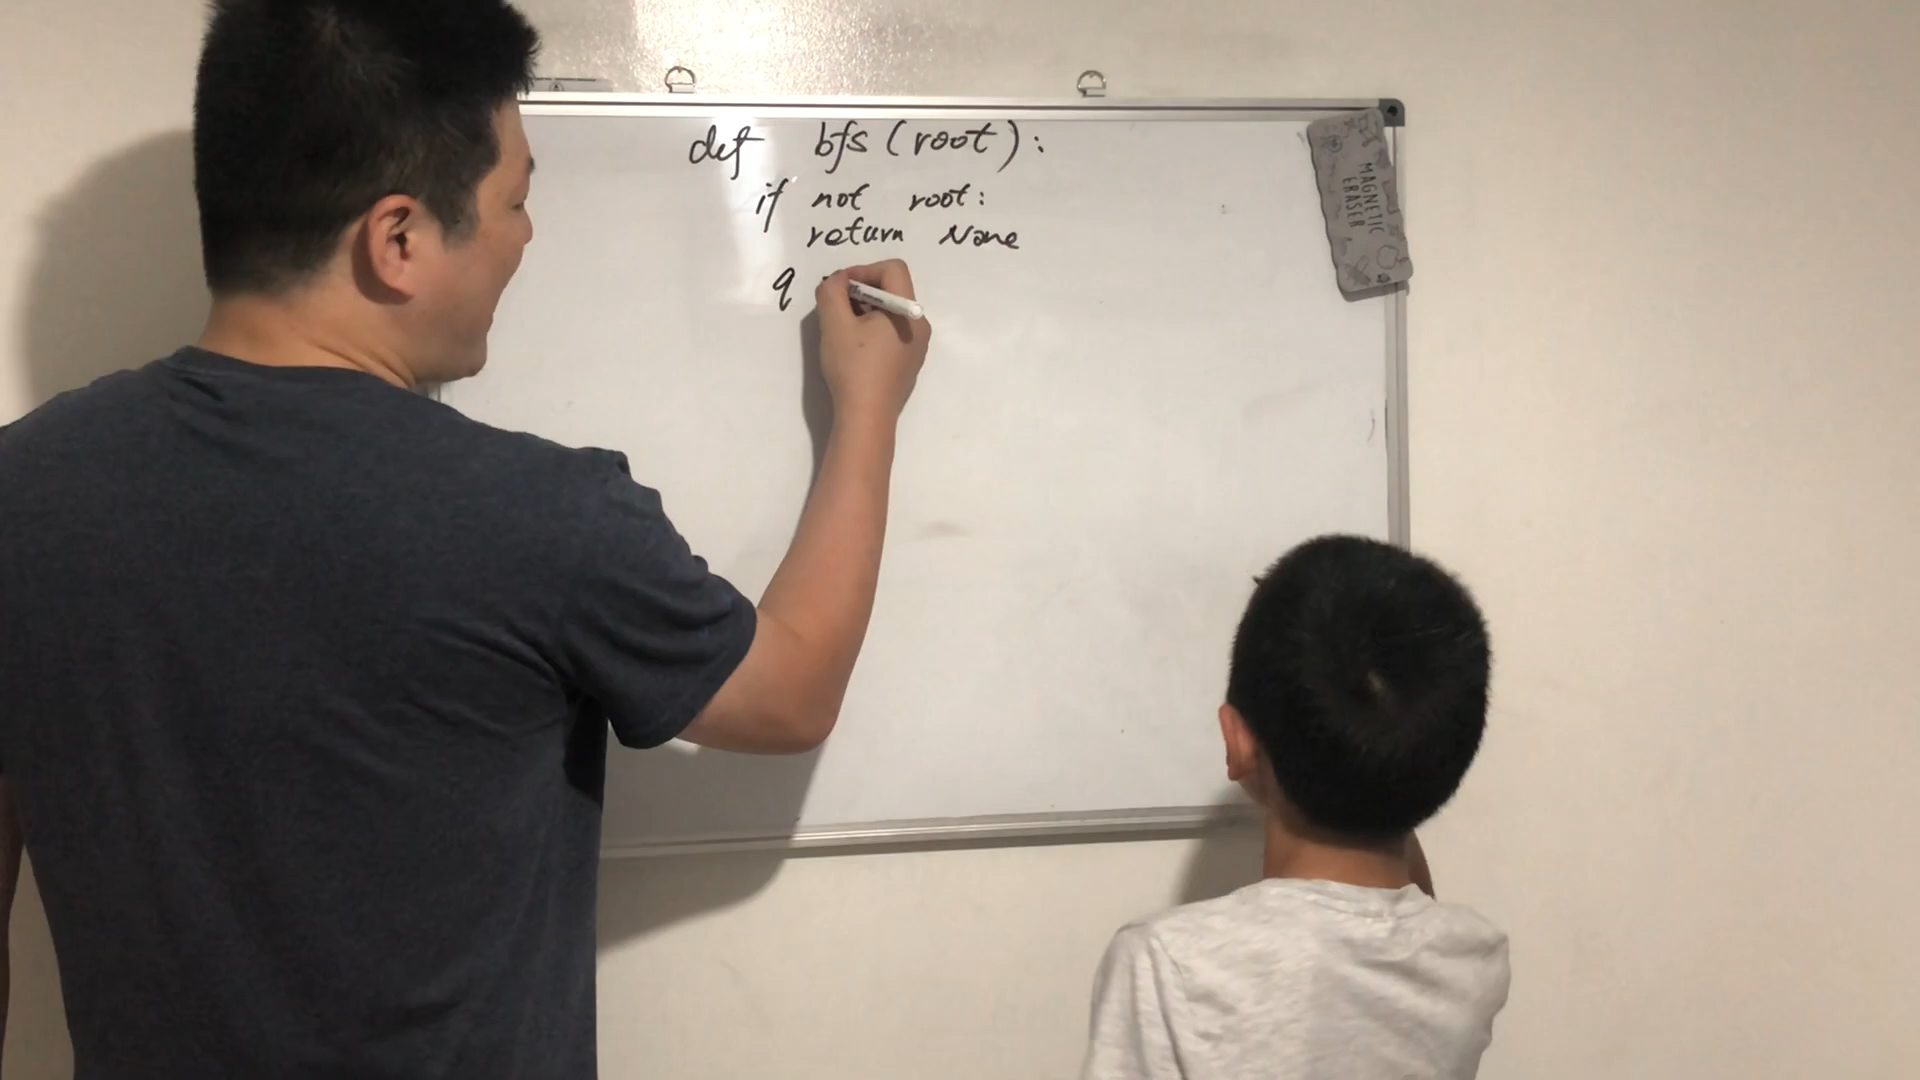 def bfs (root):
if not root:
return None
q
MAGNETIC
ERASER